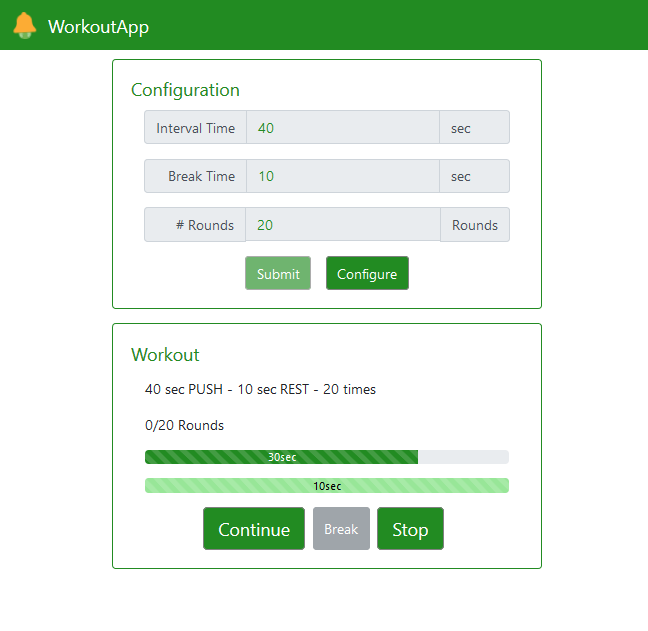 WorkoutApp
Configuration
Interval Time 40 sec
Break Time 10 sec
# Rounds 20 Rounds
Submit Configure
Workout
40 sec PUSH - 10 sec REST - 20 times
0/20 Rounds
30sec
10sec
Continue Break Stop